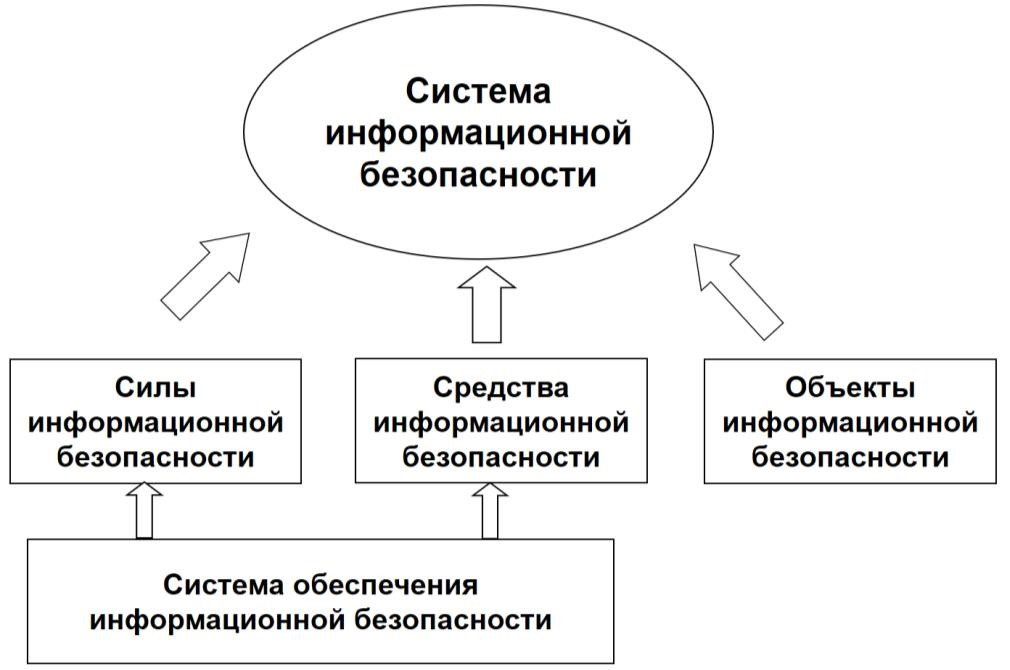 Система
информационной
безопасности
Силы
информационной
безопасности
Средства
информационной
безопасности
Объекты
информационной
безопасности
Система обеспечения
информационной безопасности